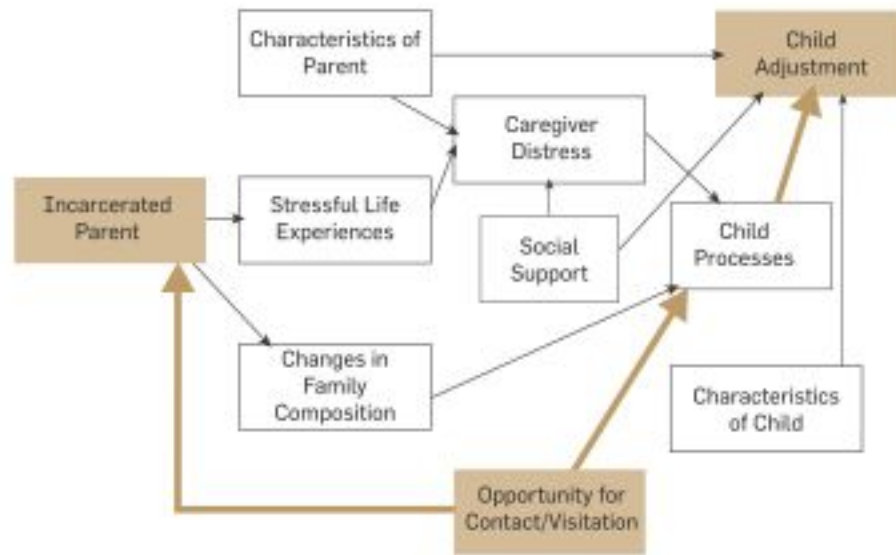 Characteristics of
Parent
Child
Adjustment
Caregiver
Distress
Incarcerated
Parent
Stressful Life
Experiences
Social
Support
Child
Processes
Changes in
Family
Composition
Characteristics
of Child
Opportunity for
Contact/Visitation